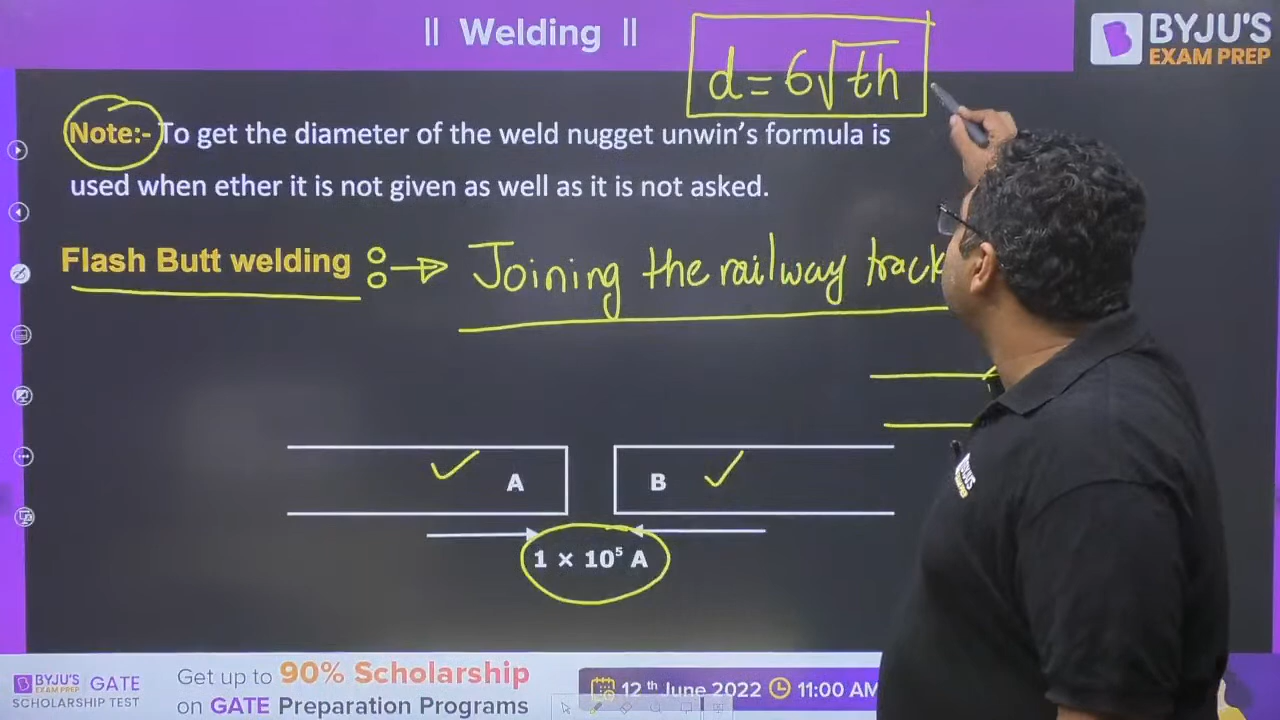 || Welding ||
BYJU'S
EXAM PREP
d = 6√th
Note:- To get the diameter of the weld nugget unwin's formula is
used when ether it is not given as well as it is not asked.
Flash Butt welding
Joining the railway track
A
B
1 × 10⁵ A
BYJU'S
EXAM PREP
GATE
SCHOLARSHIP TEST
Get up to 90% Scholarship
on GATE Preparation Programs
12th June 2022
11:00 AM
BYJU'S